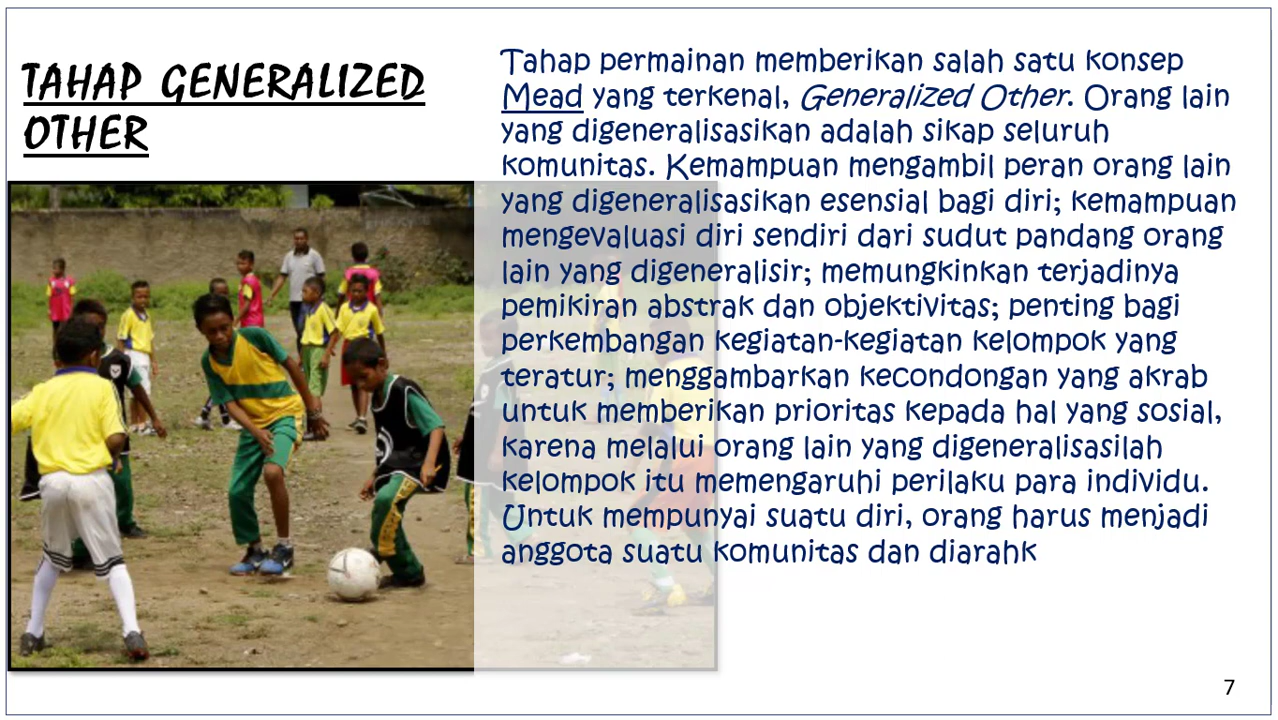 TAHAP GENERALIZED
OTHER
Tahap permainan memberikan salah satu konsep
Mead yang terkenal, Generalized Other. Orang lain
yang digeneralisasikan adalah sikap seluruh
komunitas. Kemampuan mengambil peran orang lain
yang digeneralisasikan esensial bagi diri; kemampuan
mengevaluasi diri sendiri dari sudut pandang orang
lain yang digeneralisir; memungkinkan terjadinya
pemikiran abstrak dan objektivitas; penting bagi
perkembangan kegiatan-kegiatan kelompok yang
teratur; menggambarkan kecondongan yang akrab
untuk memberikan prioritas kepada hal yang sosial,
karena melalui orang lain yang digeneralisasilah
kelompok itu memengaruhi perilaku para individu.
Untuk mempunyai suatu diri, orang harus menjadi
anggota suatu komunitas dan diarahk
7